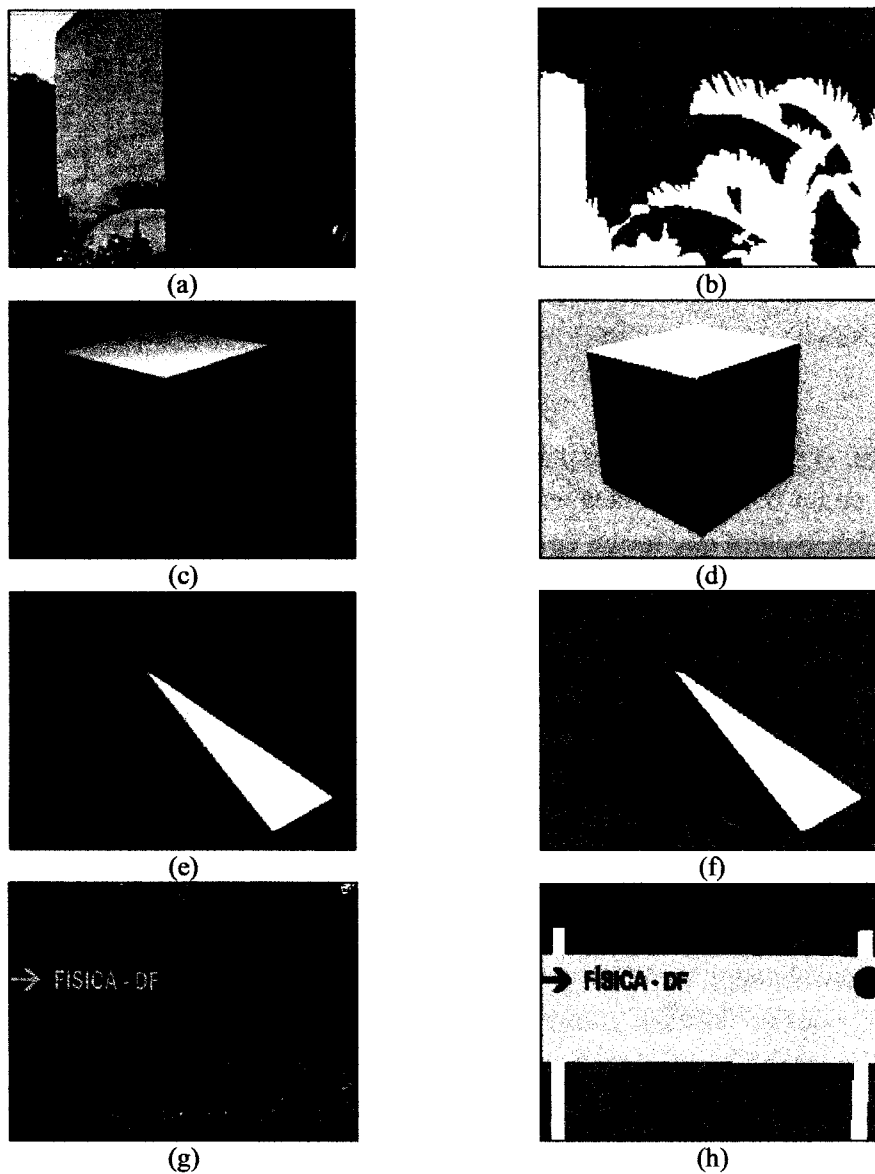 (a)
(b)
(c)
(d)
(e)
(f)
FISICA - DF
FÍSICA - DF
(g)
(h)